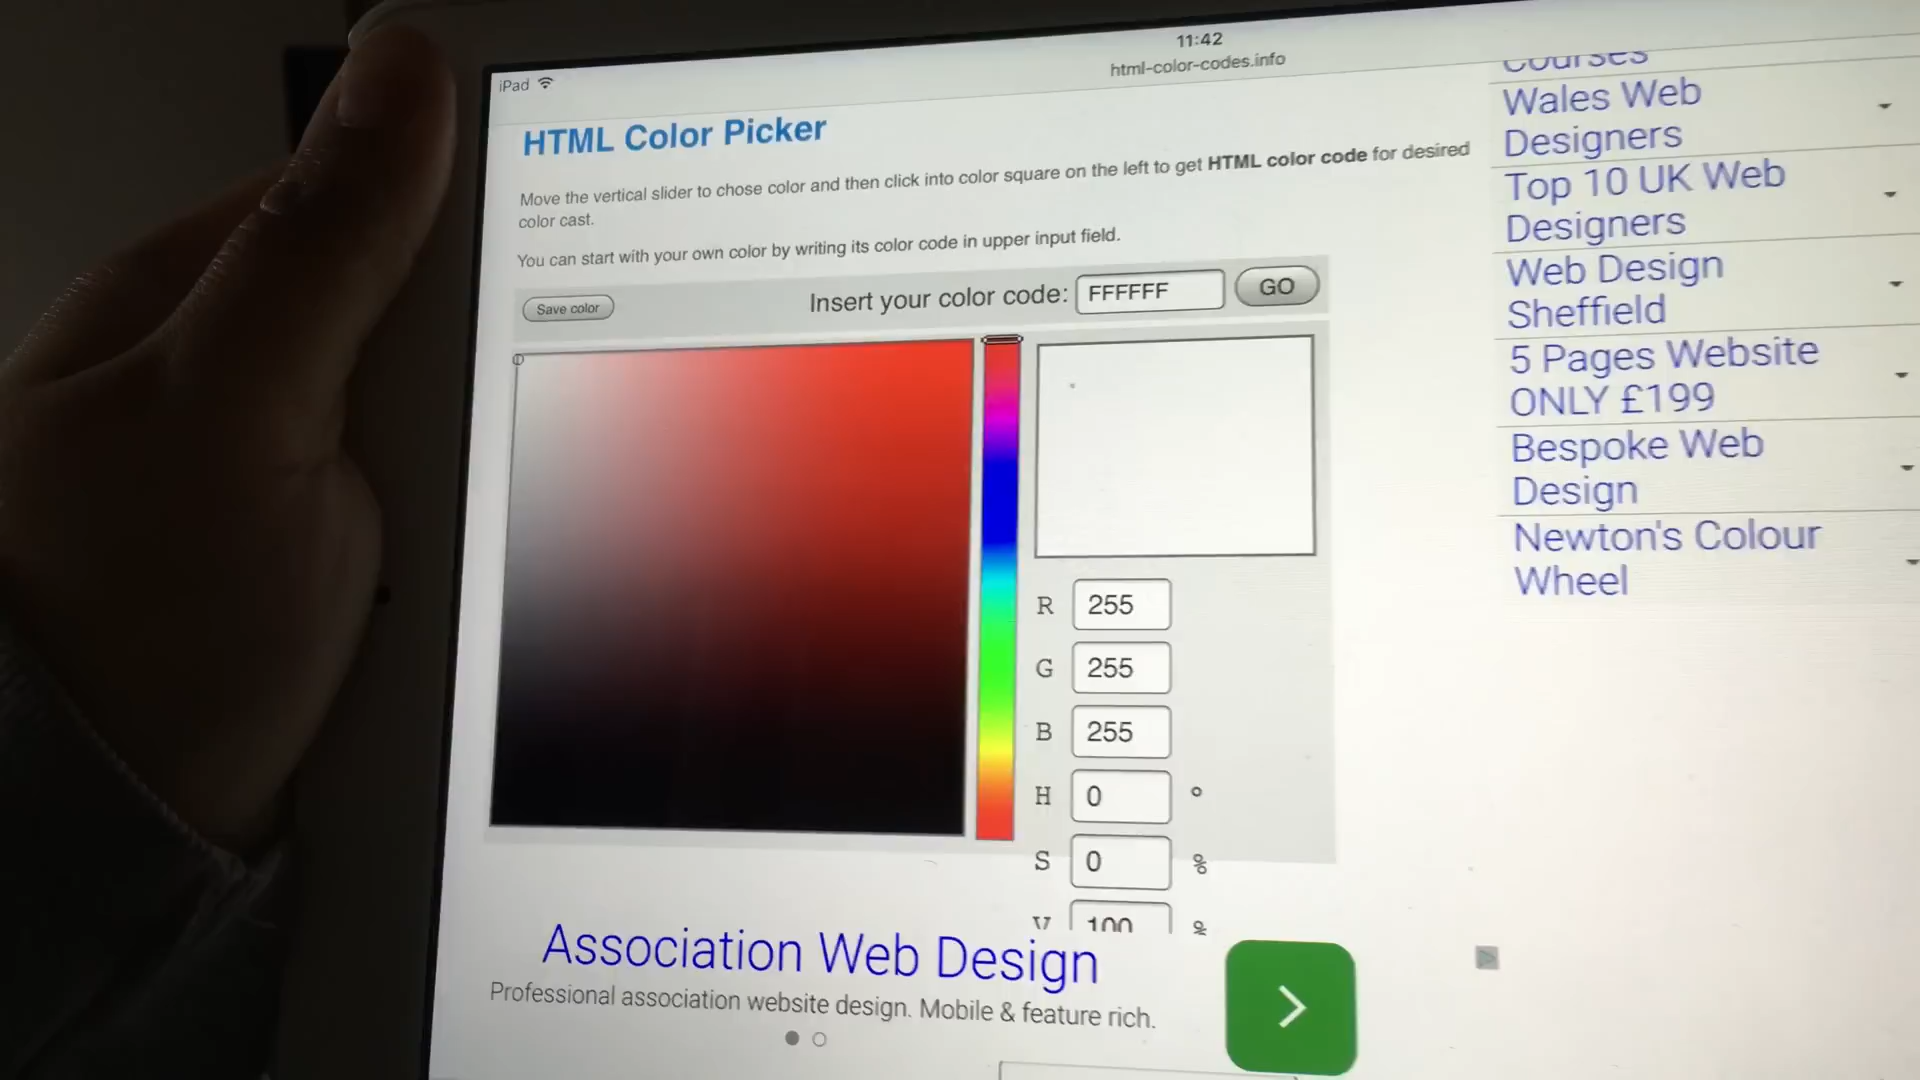 iPad
11:42
html-color-codes.info
HTML Color Picker
Move the vertical slider to chose color and then click into color square on the left to get HTML color code for desired
color cast.
You can start with your own color by writing its color code in upper input field.
Save color
Insert your color code: FFFFFF GO
R 255
G 255
B 255
H 0 °
S 0 %
V 100 %
Association Web Design
Professional association website design. Mobile & feature rich.
Courses
Wales Web
Designers
Top 10 UK Web
Designers
Web Design
Sheffield
5 Pages Website
ONLY £199
Bespoke Web
Design
Newton's Colour
Wheel